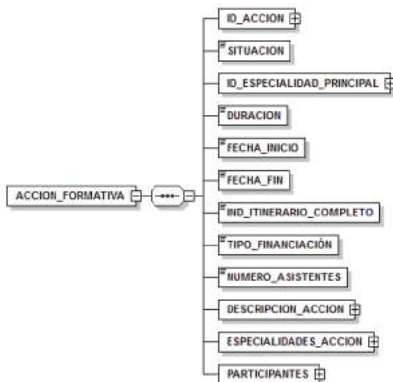 ID_ACCION
SITUACION
ID_ESPECIALIDAD_PRINCIPAL
DURACION
FECHA_INICIO
FECHA_FIN
ACCION_FORMATIVA
IND_ITINERARIO_COMPLETO
TIPO_FINANCIACIÓN
NUMERO_ASISTENTES
DESCRIPCION_ACCION
ESPECIALIDADES_ACCION
PARTICIPANTES